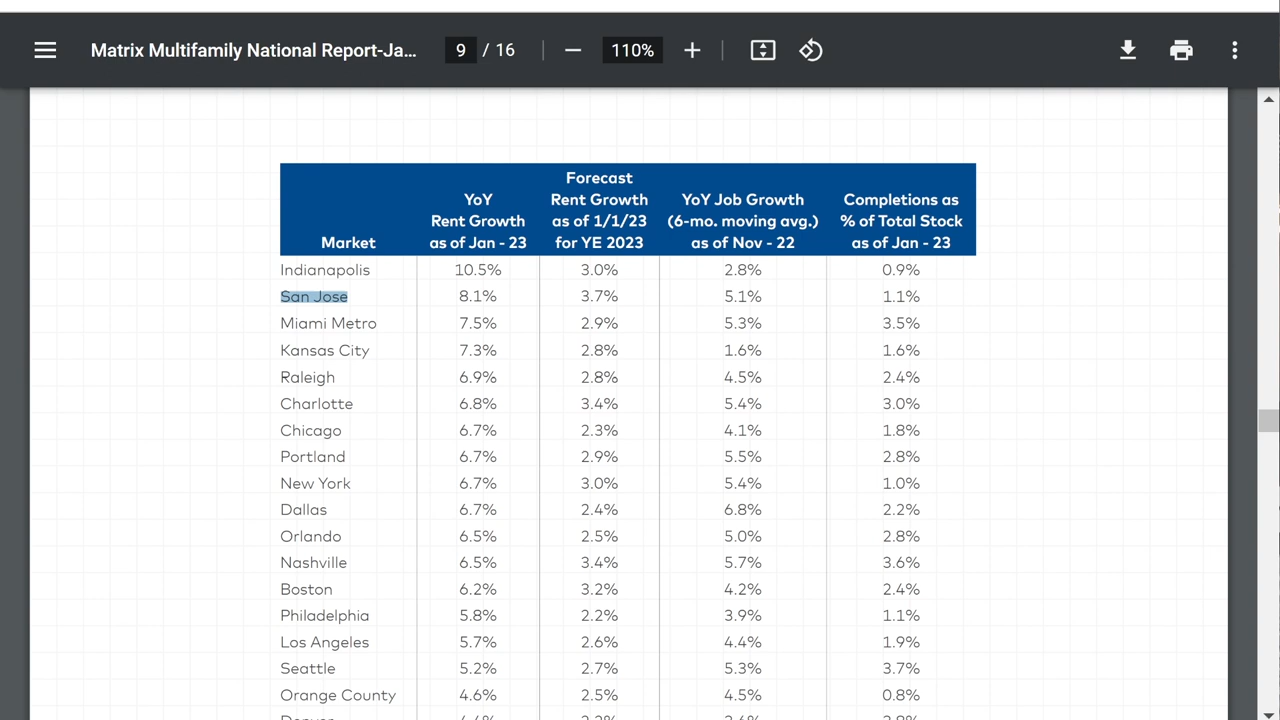 Matrix Multifamily National Report-Ja... 9 / 16 110%
Forecast
YoY Rent Growth YoY Job Growth Completions as
Rent Growth as of 1/1/23 (6-mo. moving avg.) % of Total Stock
Market as of Jan - 23 for YE 2023 as of Nov - 22 as of Jan - 23
Indianapolis 10.5% 3.0% 2.8% 0.9%
San Jose 8.1% 3.7% 5.1% 1.1%
Miami Metro 7.5% 2.9% 5.3% 3.5%
Kansas City 7.3% 2.8% 1.6% 1.6%
Raleigh 6.9% 2.8% 4.5% 2.4%
Charlotte 6.8% 3.4% 5.4% 3.0%
Chicago 6.7% 2.3% 4.1% 1.8%
Portland 6.7% 2.9% 5.5% 2.8%
New York 6.7% 3.0% 5.4% 1.0%
Dallas 6.7% 2.4% 6.8% 2.2%
Orlando 6.5% 2.5% 5.0% 2.8%
Nashville 6.5% 3.4% 5.7% 3.6%
Boston 6.2% 3.2% 4.2% 2.4%
Philadelphia 5.8% 2.2% 3.9% 1.1%
Los Angeles 5.7% 2.6% 4.4% 1.9%
Seattle 5.2% 2.7% 5.3% 3.7%
Orange County 4.6% 2.5% 4.5% 0.8%